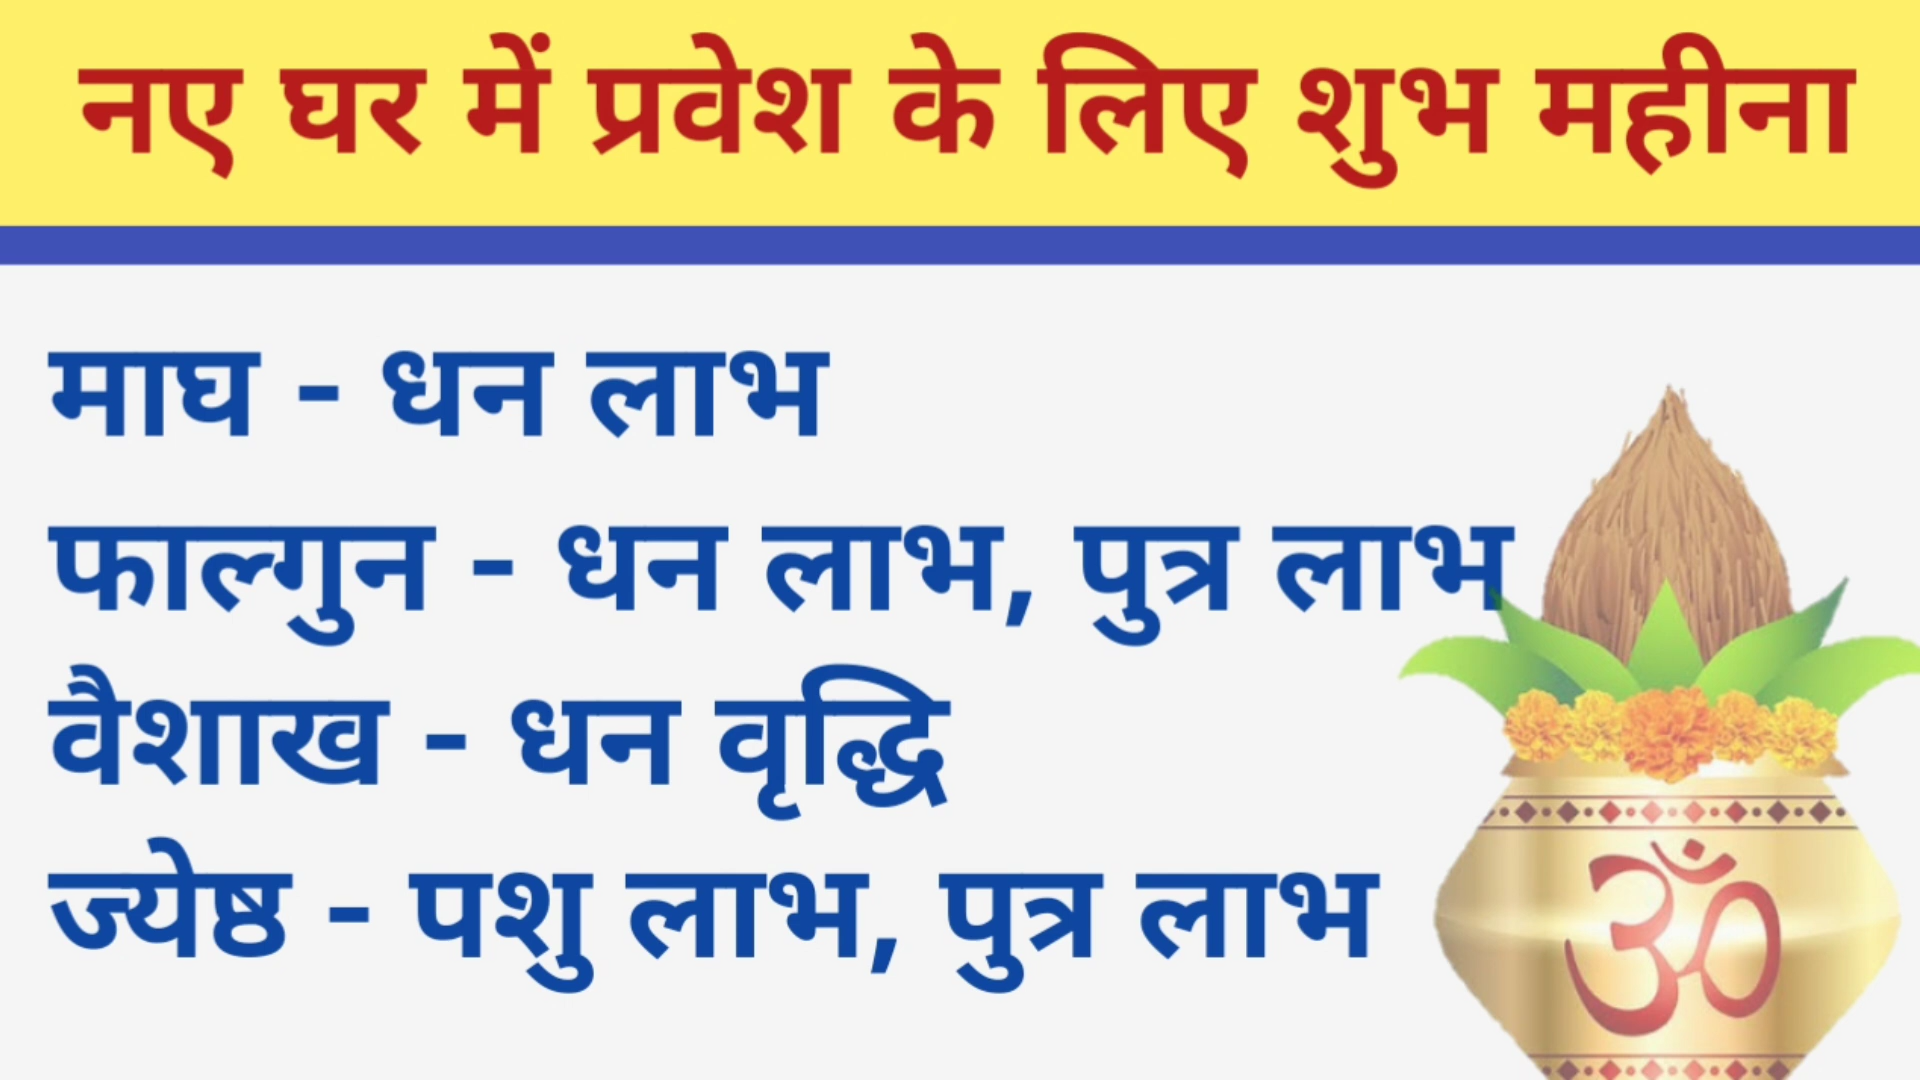 नए घर में प्रवेश के लिए शुभ महीना
माघ - धन लाभ
फाल्गुन - धन लाभ, पुत्र लाभ
वैशाख - धन वृद्धि
ज्येष्ठ - पशु लाभ, पुत्र लाभ
ॐ